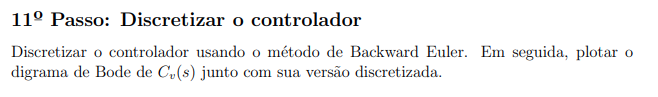 11º Passo: Discretizar o controlador
Discretizar o controlador usando o método de Backward Euler. Em seguida, plotar o
digrama de Bode de Cv(s) junto com sua versão discretizada.